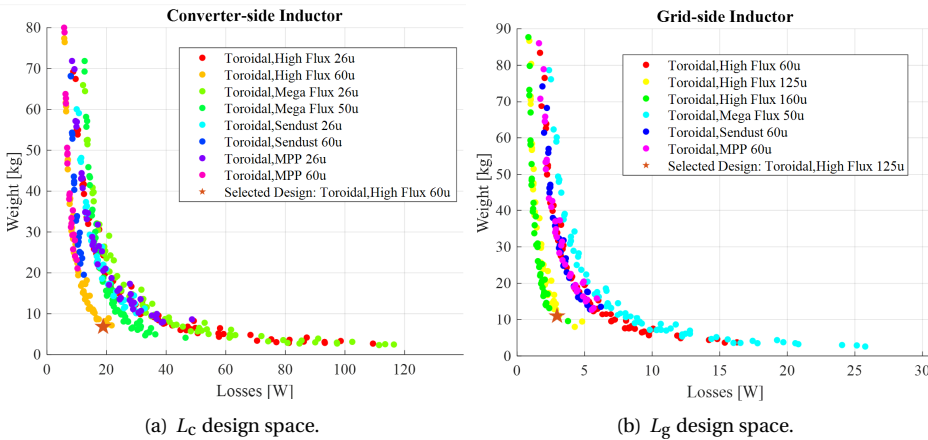 Converter-side Inductor
80
70
60
50
40
30
20
10
0
Weight [kg]
Toroidal,High Flux 26u
Toroidal,High Flux 60u
Toroidal,Mega Flux 26u
Toroidal,Mega Flux 50u
Toroidal,Sendust 26u
Toroidal,Sendust 60u
Toroidal,MPP 26u
Toroidal,MPP 60u
Selected Design: Toroidal,High Flux 60u
0 20 40 60 80 100 120
Losses [W]
(a) Lc design space.
Grid-side Inductor
90
80
70
60
50
40
30
20
10
0
Weight [kg]
Toroidal,High Flux 60u
Toroidal,High Flux 125u
Toroidal,High Flux 160u
Toroidal,Mega Flux 50u
Toroidal,Sendust 60u
Toroidal,MPP 60u
Selected Design: Toroidal,High Flux 125u
0 5 10 15 20 25 30
Losses [W]
(b) Lg design space.